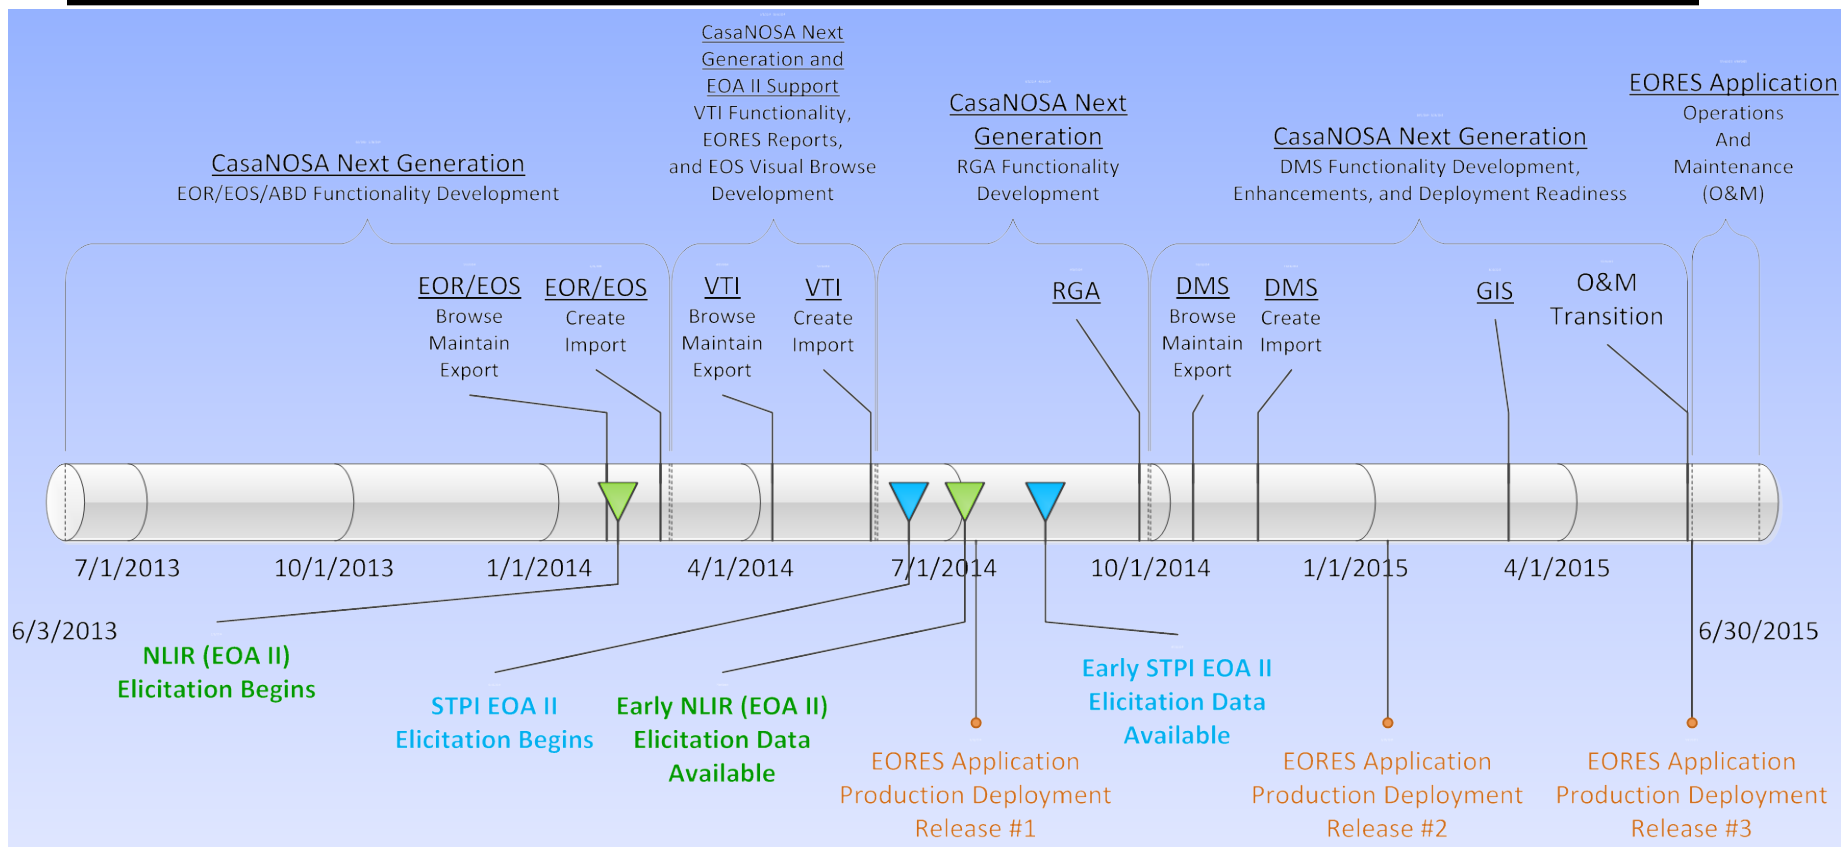 CasaNOSA Next Generation
EOR/EOS/ABD Functionality Development
CasaNOSA Next
Generation and
EOA II Support
VTI Functionality,
EORES Reports,
and EOS Visual Browse
Development
CasaNOSA Next
Generation
RGA Functionality
Development
CasaNOSA Next Generation
DMS Functionality Development,
Enhancements, and Deployment Readiness
EORES Application
Operations
And
Maintenance
(O&M)
EOR/EOS
Browse
Maintain
Export
EOR/EOS
Create
Import
VTI
Browse
Maintain
Export
VTI
Create
Import
RGA
DMS
Browse
Maintain
Export
DMS
Create
Import
GIS
O&M
Transition
7/1/2013
10/1/2013
1/1/2014
4/1/2014
7/1/2014
10/1/2014
1/1/2015
4/1/2015
6/3/2013
6/30/2015
NLIR (EOA II)
Elicitation Begins
STPI EOA II
Elicitation Begins
Early NLIR (EOA II)
Elicitation Data
Available
Early STPI EOA II
Elicitation Data
Available
EORES Application
Production Deployment
Release #1
EORES Application
Production Deployment
Release #2
EORES Application
Production Deployment
Release #3